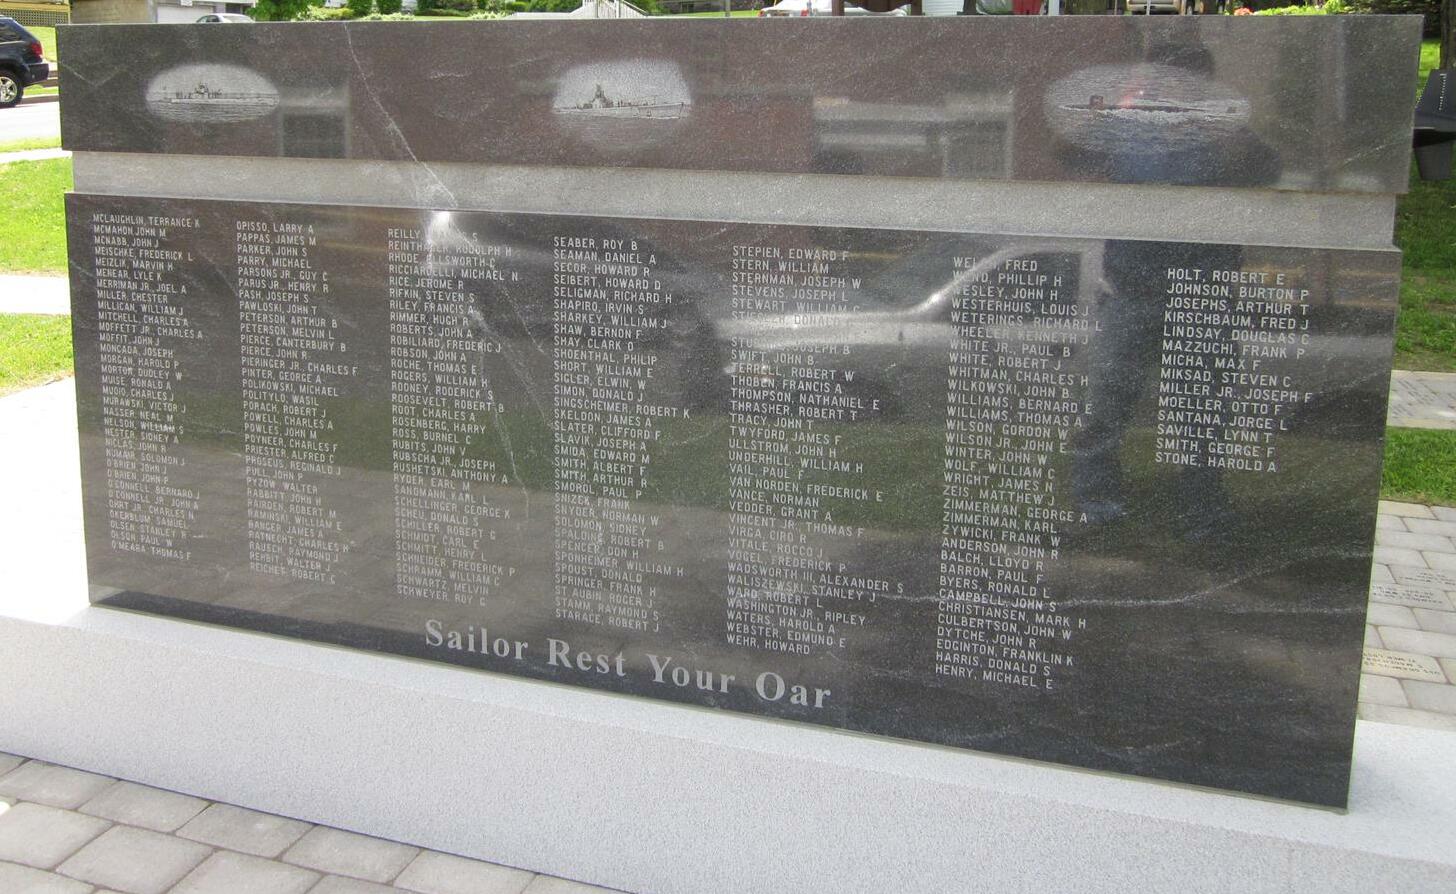 MCLAUGHLIN, TERRANCE K
MCMAHON JOHN M
MCNABB, JOHN J
MEISCHKE, FREDERICK L
MEIZLIK, MARVIN H
MENEAR, LYLE K
MERRIMAN JR., JOEL A
MILLER, CHESTER
MILLICAN, WILLIAM J
MITCHELL, CHARLES A
MOFFETT JR., CHARLES A
MOFFIT, JOHN J
MONCADA, JOSEPH
MORGAN, HAROLD P
MORTON, DUDLEY W
MUISE, RONALD A
MUDIO, CHARLES J
MURAWSKI, VICTOR J
NASSER, NEAL M
NELSON, WILLIAM S
NESTER, SIDNEY A
NICLAS, JOHN R
NUMAIR, SOLOMON J
O'BRIEN, JOHN J
O'BRIEN, JOHN P
O'CONNELL, BERNARD J
O'CONNELL JR, JOHN A
OHRT JR, CHARLES N
OKERBLUM, SAMUEL
OLSEN, STANLEY R
OLSON, PAUL W
O'MEARA, THOMAS F
OPISSO, LARRY A
PAPPAS, JAMES M
PARKER, JOHN S
PARRY, MICHAEL
PARSONS JR., GUY C
PARUS JR., HENRY R
PASH, JOSEPH S
PAWLOSKI, JOHN T
PETERSON, ARTHUR B
PETERSON, MELVIN L
PIERCE, CANTERBURY B
PIERCE, JOHN R
PIERINGER JR, CHARLES F
PINTER, GEORGE A
POLIKOWSKI, MICHAEL
POLITYLO, WASIL
PORACH, ROBERT J
POWELL, CHARLES A
POWLES, JOHN M
POYNEER, CHARLES F
PRIESTER, ALFRED C
PROSEUS, REGINALD J
PULL, JOHN P
PYZOW, WALTER
RABBITT, JOHN H
RAIDER, ROBERT M
RAMINSKI, WILLIAM E
RANGER, JAMES A
RATNECHT, CHARLES H
RAUSCH, RAYMOND J
REHBIT, WALTER J
REICHET, ROBERT C
REILLY S
REINTHALER, RUDOLPH H
RHODE, ELLSWORTH C
RICCIARDELLI, MICHAEL N
RICE, JEROME R
RIFKIN, STEVEN S
RILEY, FRANCIS A
RIMMER, HUGH P
ROBERTS, JOHN A
ROBILIARD, FREDERIC J
ROBSON, JOHN A
ROCHE, THOMAS E
ROGERS, WILLIAM H
ROONEY, RODERICK S
ROOSEVELT, ROBERT B
ROOT, CHARLES A
ROSENBERG, HARRY
ROSS, BURNEL C
RUBITS, JOHN V
RUBSCHA JR., JOSEPH
RUSHETSKI, ANTHONY A
RYDER, EARL M
SANDMANN, KARL L
SCHELLINGER, GEORGE K
SCHEU, DONALD S
SCHILLER, ROBERT G
SCHMIDT, CARL E
SCHMITT, HENRY L
SCHNEIDER, FREDERICK P
SCHRAMM, WILLIAM C
SCHWARTZ, MELVIN
SCHWEYER, ROY G
SEABER, ROY B
SEAMAN, DANIEL A
SECOR, HOWARD R
SEIBERT, HOWARD D
SELIGMAN, RICHARD H
SHAPIRO, IRVIN S
SHARKEY, WILLIAM J
SHAW, BERNON F
SHAY, CLARK O
SHOENTHAL, PHILIP
SHORT, WILLIAM E
SIGLER, ELWIN, W
SIMON, DONALD J
SINGSCHEIMER, ROBERT K
SKELDON, JAMES A
SLATER, CLIFFORD F
SLAVIK, JOSEPH A
SMIDA, EDWARD M
SMITH, ALBERT F
SMITH, ARTHUR R
SMOROL, PAUL P
SNIZEK, FRANK
SNYDER, NORMAN W
SOLOMON, SIDNEY
SPALDING, ROBERT B
SPENCER, DON H
SPONHEIMER, WILLIAM H
SPOUST, DONALD
SPRINGER, FRANK H
ST AUBIN, ROGER J
STAMM, RAYMOND S
STARACE, ROBERT J
STEPIEN, EDWARD F
STERN, WILLIAM
STERNMAN, JOSEPH W
STEVENS, JOSEPH L
STEWART, WILLIAM
JOSEPH B
SWIFT, JOHN B
TERRELL, ROBERT W
THOBEN, FRANCIS A
THOMPSON, NATHANIEL E
THRASHER, ROBERT T
TRACY, JOHN T
TWYFORD, JAMES F
ULLSTROM, JOHN H
UNDERHILL, WILLIAM H
VAIL, PAUL F
VAN NORDEN, FREDERICK E
VANCE, NORMAN
VEDDER, GRANT A
VINCENT JR., THOMAS F
VIRGA, CIRO R
VITALE, ROCCO J
VOGEL, FREDERICK P
WADSWORTH III, ALEXANDER S
WALISZEWSKI, STANLEY J
WARD, ROBERT L
WASHINGTON JR., RIPLEY
WATERS, HAROLD A
WEBSTER, EDMUND E
WEHR, HOWARD
FRED
WEND, PHILLIP H
WESLEY, JOHN H
WESTERHUIS, LOUIS J
WETERINGS, RICHARD L
WHEELER, KENNETH J
WHITE JR., PAUL B
WHITE, ROBERT J
WHITMAN, CHARLES H
WILKOWSKI, JOHN B
WILLIAMS, BERNARD E
WILLIAMS, THOMAS A
WILSON, GORDON W
WILSON JR., JOHN E
WINTER, JOHN W
WOLF, WILLIAM C
WRIGHT, JAMES N
ZEIS, MATTHEW J
ZIMMERMAN, GEORGE A
ZIMMERMAN, KARL
ZYWICKI, FRANK W
ANDERSON, JOHN R
BALCH, LLOYD R
BARRON, PAUL F
BYERS, RONALD L
CAMPBELL, JOHN S
CHRISTIANSEN, MARK H
CULBERTSON, JOHN W
DYTCHE, JOHN R
EDGINTON, FRANKLIN K
HARRIS, DONALD S
HENRY, MICHAEL E
HOLT, ROBERT E
JOHNSON, BURTON P
JOSEPHS, ARTHUR T
KIRSCHBAUM, FRED J
LINDSAY, DOUGLAS C
MAZZUCHI, FRANK P
MICHA, MAX F
MIKSAD, STEVEN C
MILLER JR., JOSEPH F
MOELLER, OTTO F
SANTANA, JORGE L
SAVILLE, LYNN T
SMITH, GEORGE F
STONE, HAROLD A
Sailor Rest Your Oar